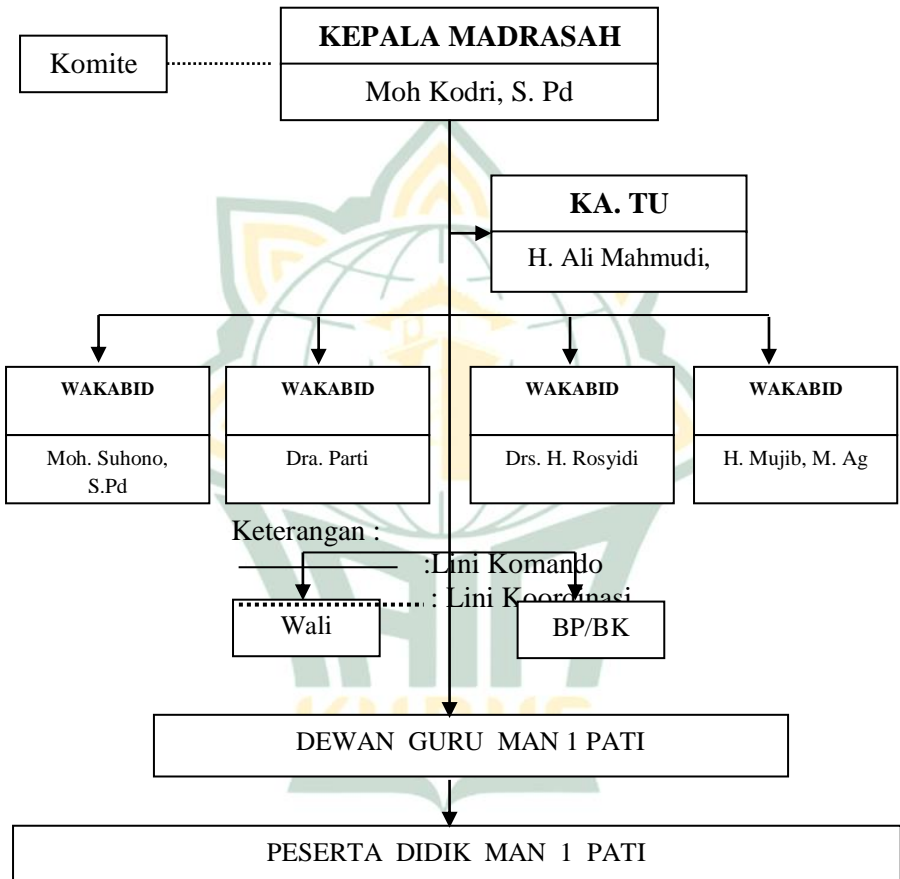 KEPALA MADRASAH
Komite
Moh Kodri, S. Pd
KA. TU
H. Ali Mahmudi,
WAKABID
WAKABID
WAKABID
WAKABID
Moh. Suhono,
S.Pd
Dra. Parti
Drs. H. Rosyidi
H. Mujib, M. Ag
Keterangan :
:Lini Komando
: Lini Koordinasi
Wali
BP/BK
KUDUS
DEWAN GURU MAN 1 PATI
PESERTA DIDIK MAN 1 PATI